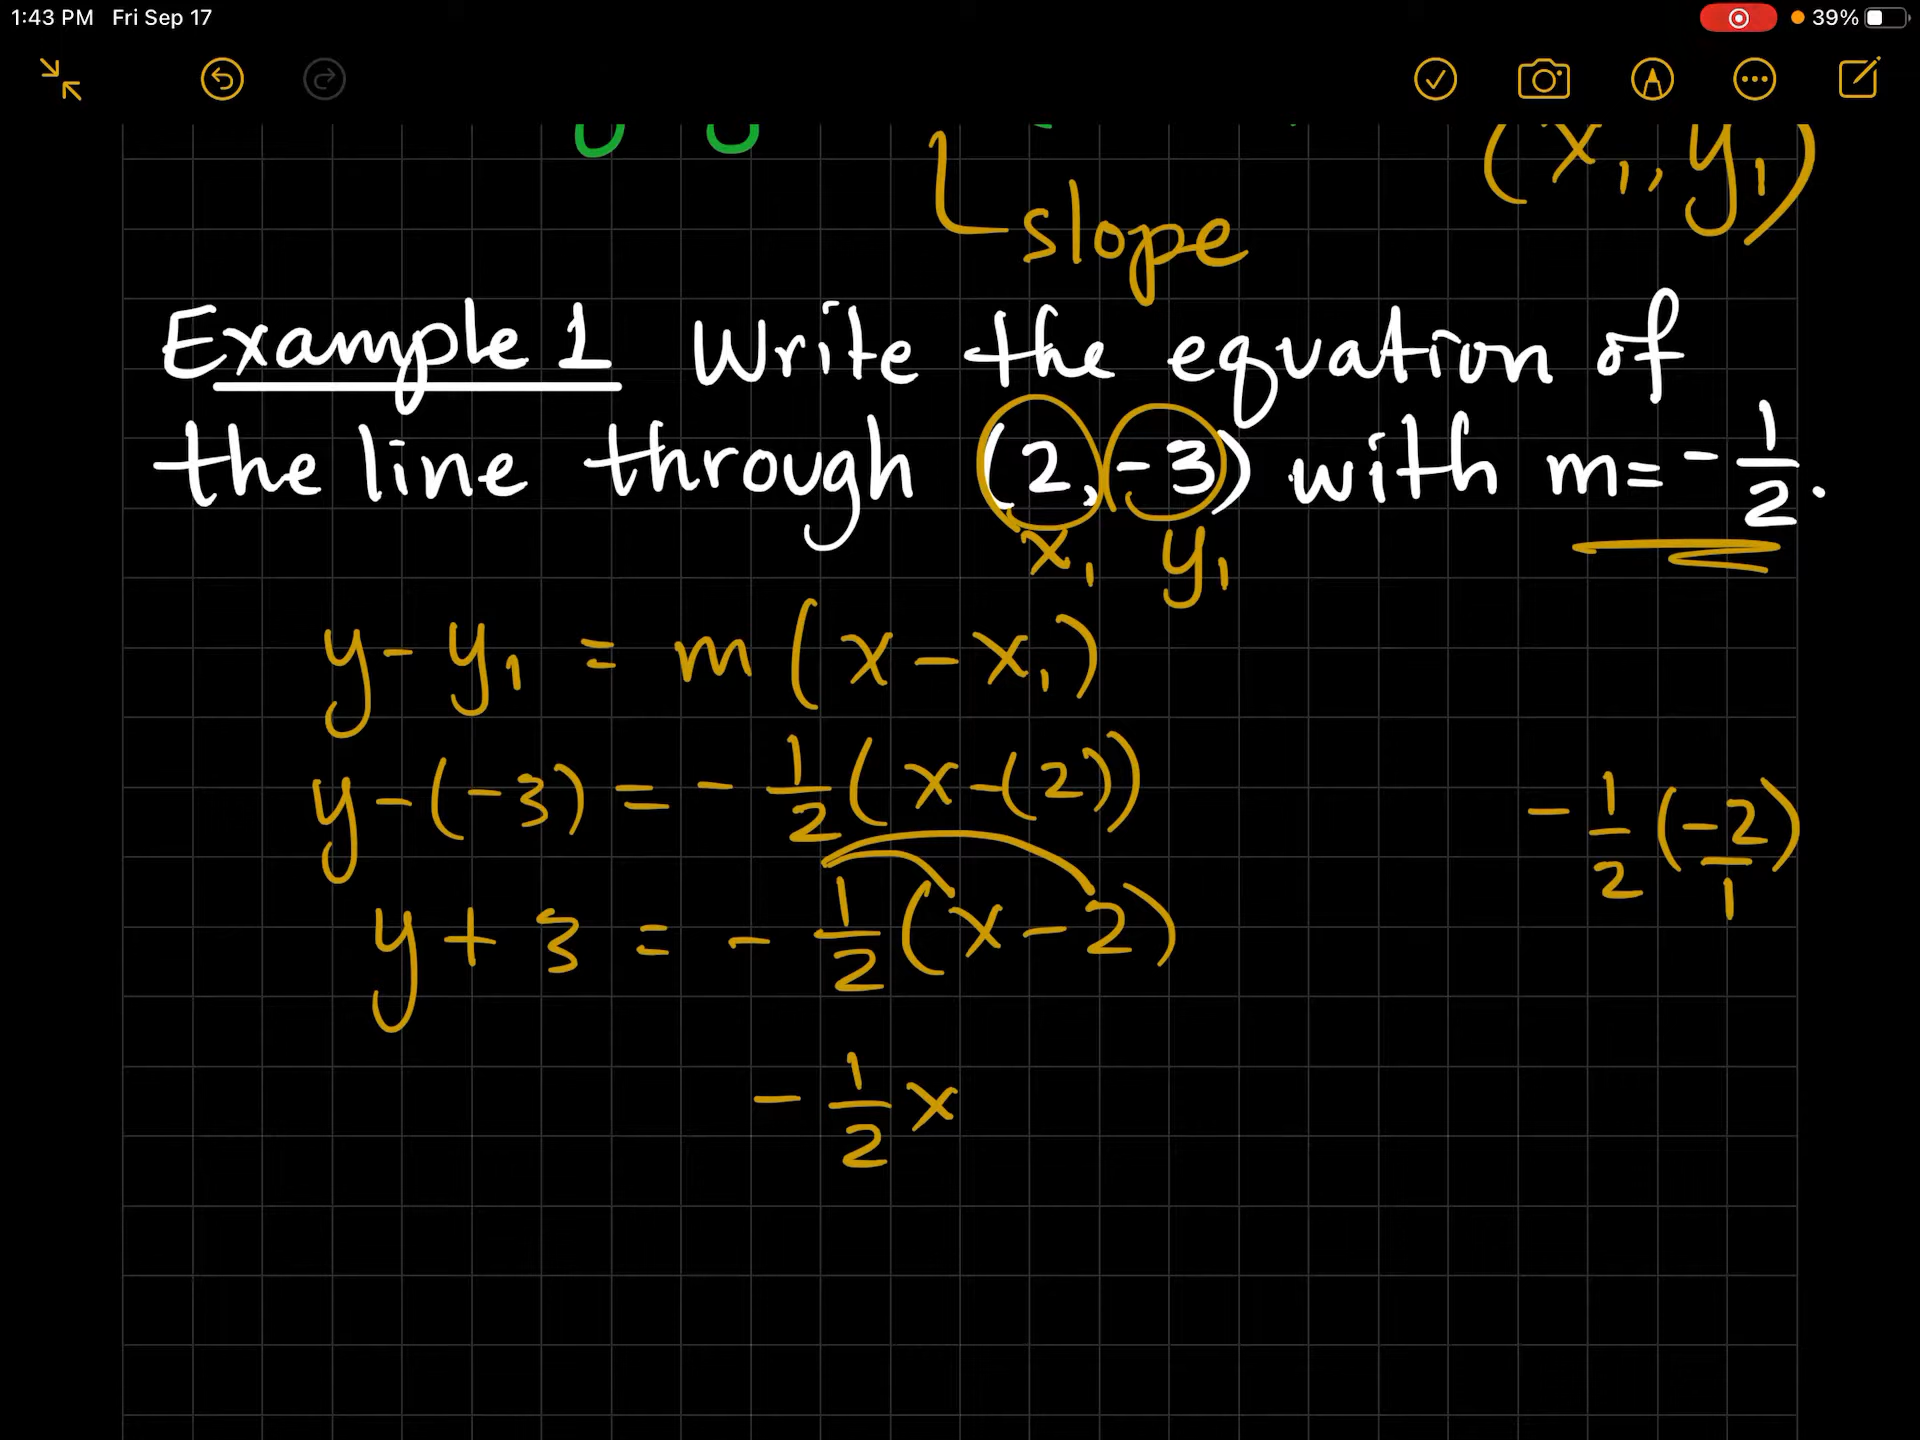 1:43 PM Fri Sep 17 39%
(x₁, y₁)
slope
Example 1 Write the equation of
the line through (2, -3) with m = -1/2.
x₁ y₁
y - y₁ = m(x - x₁)
y - (-3) = -1/2(x - (2))
-1/2(-2/1)
y + 3 = -1/2(x - 2)
-1/2 x